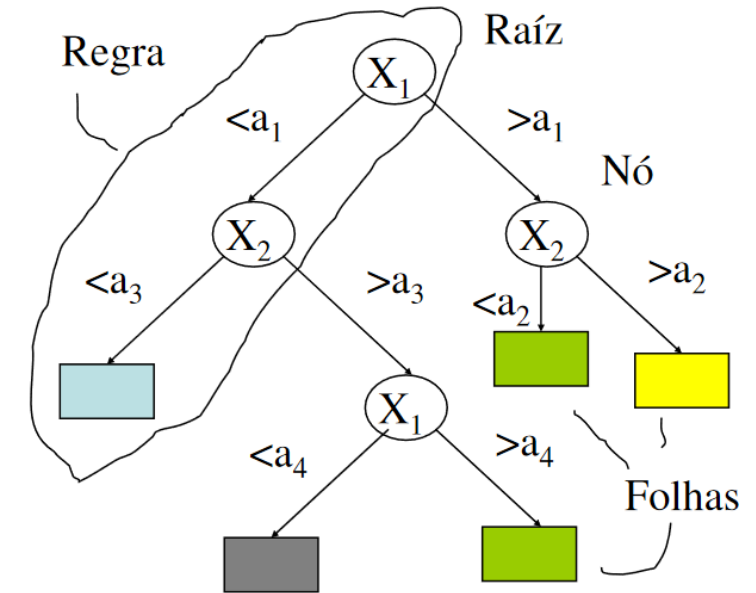 Raíz
Regra
X₁
<a₁
>a₁
Nó
X₂
X₂
<a₃
>a₃
<a₂
>a₂
X₁
<a₄
>a₄
Folhas